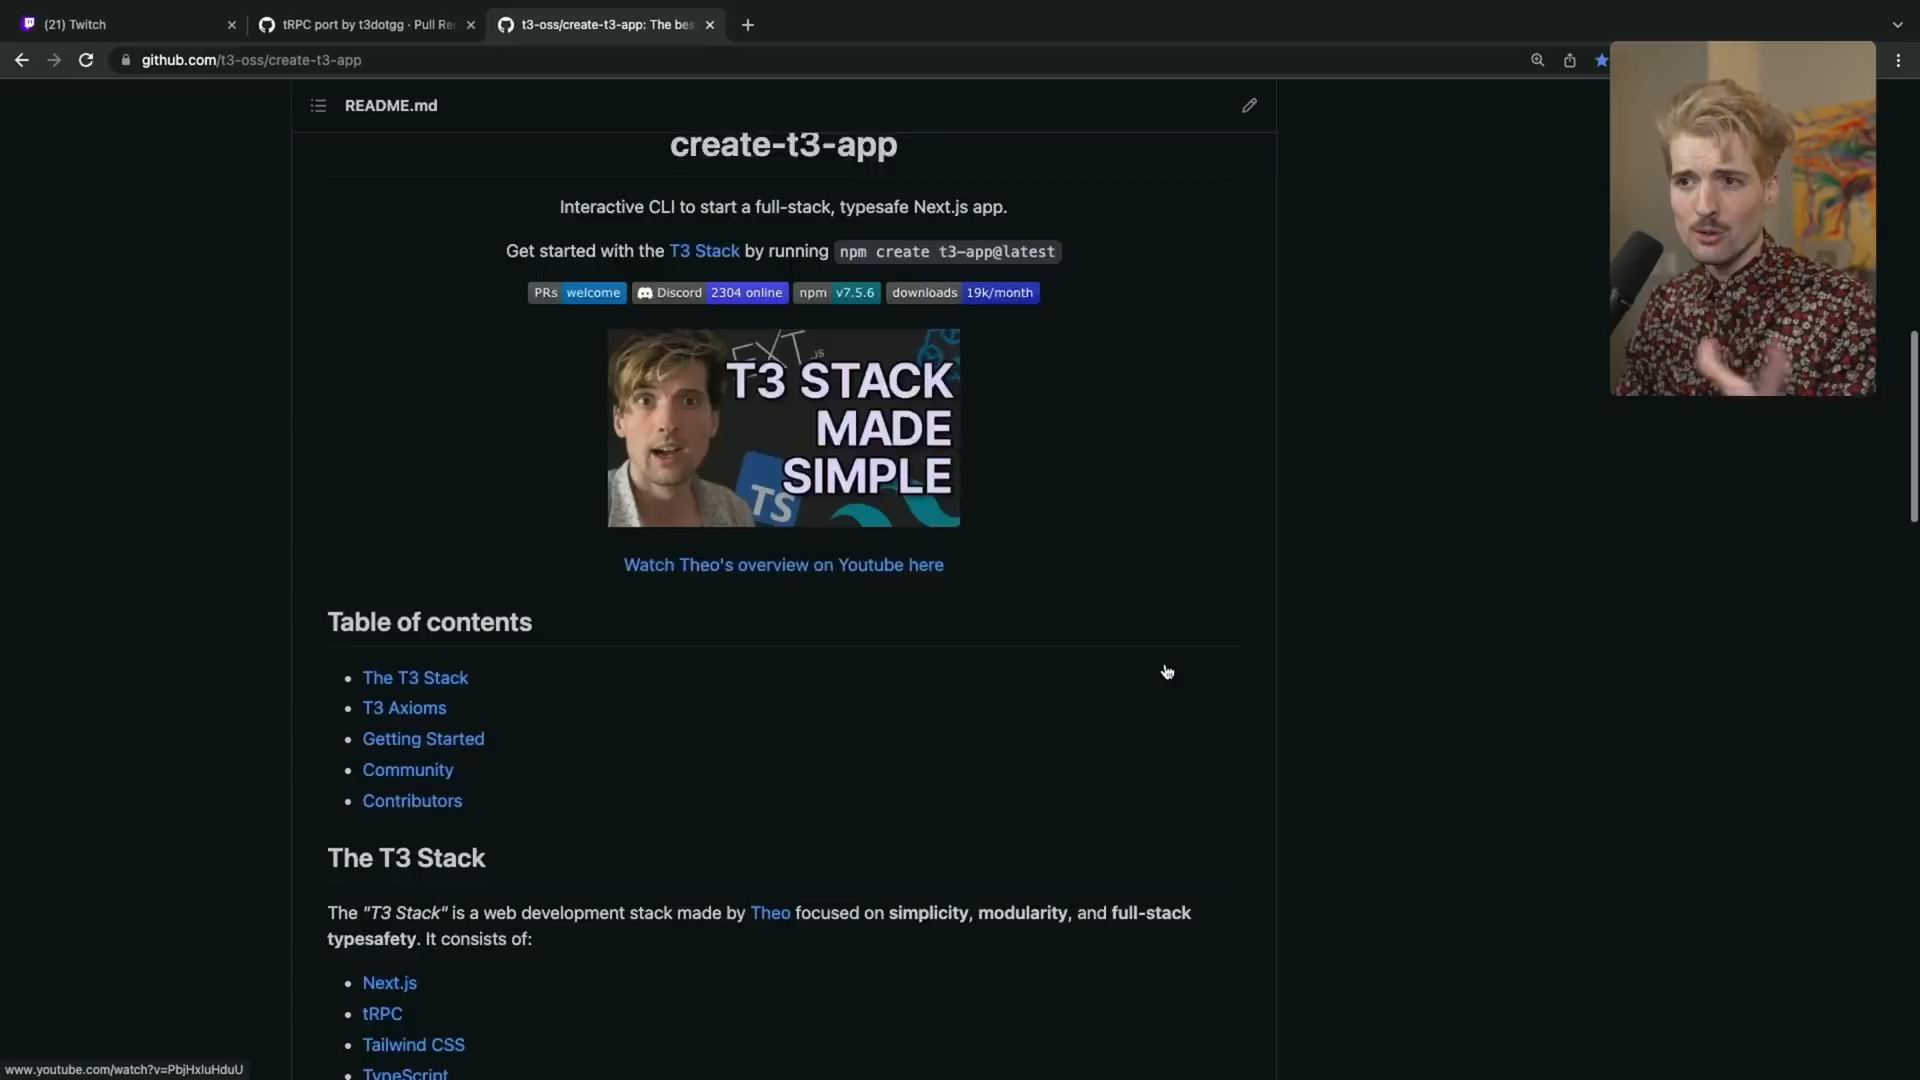 (21) Twitch
tRPC port by t3dotgg · Pull Re
t3-oss/create-t3-app: The bes
github.com/t3-oss/create-t3-app
README.md
create-t3-app
Interactive CLI to start a full-stack, typesafe Next.js app.
Get started with the T3 Stack by running npm create t3-app@latest
PRs welcome Discord 2304 online npm v7.5.6 downloads 19k/month
EXT.JS
T3 STACK
MADE
SIMPLE
TS
Watch Theo's overview on Youtube here
Table of contents
The T3 Stack
T3 Axioms
Getting Started
Community
Contributors
The T3 Stack
The "T3 Stack" is a web development stack made by Theo focused on simplicity, modularity, and full-stack
typesafety. It consists of:
Next.js
tRPC
Tailwind CSS
TypeScript
www.youtube.com/watch?v=PbjHxIuHduU